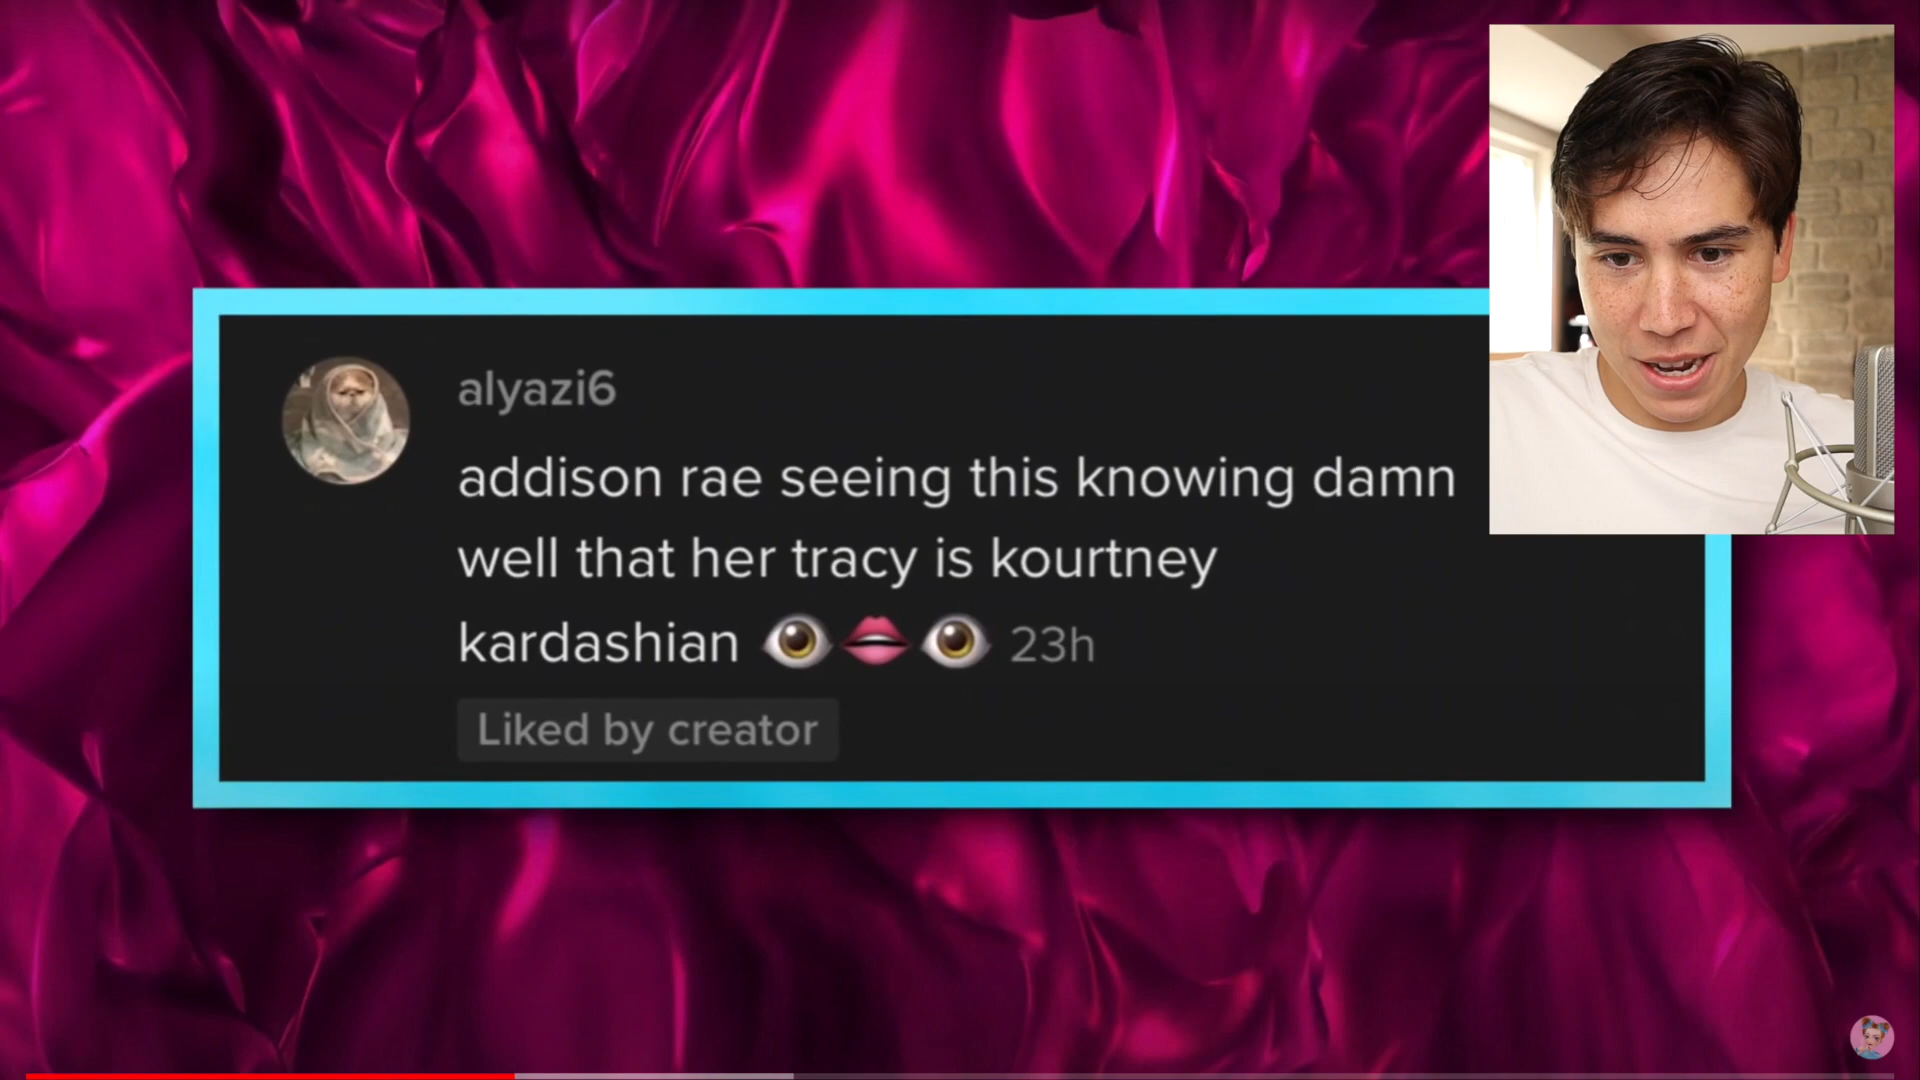 alyazi6
addison rae seeing this knowing damn
well that her tracy is kourtney
kardashian 👁️👄👁️ 23h
Liked by creator